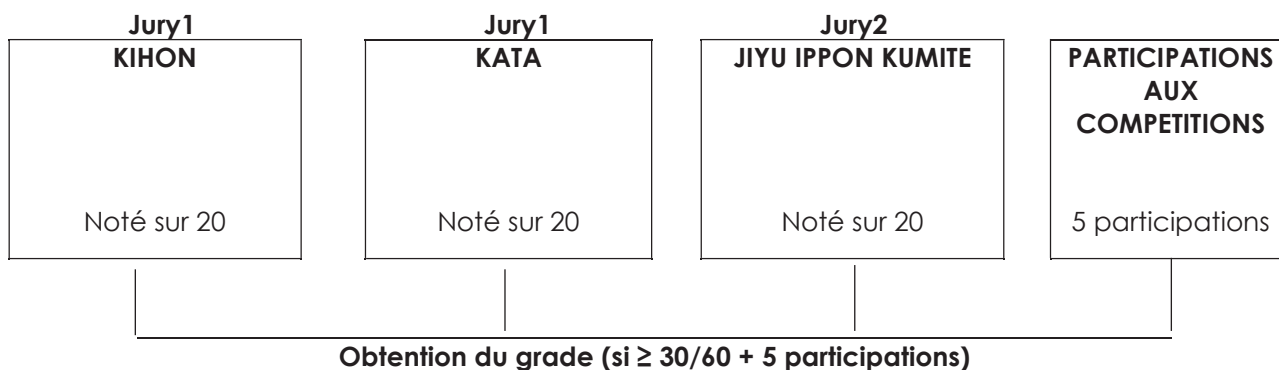 Jury1
KIHON
Noté sur 20
Jury1
KATA
Noté sur 20
Jury2
JIYU IPPON KUMITE
Noté sur 20
PARTICIPATIONS
AUX
COMPETITIONS
5 participations
Obtention du grade (si ≥ 30/60 + 5 participations)